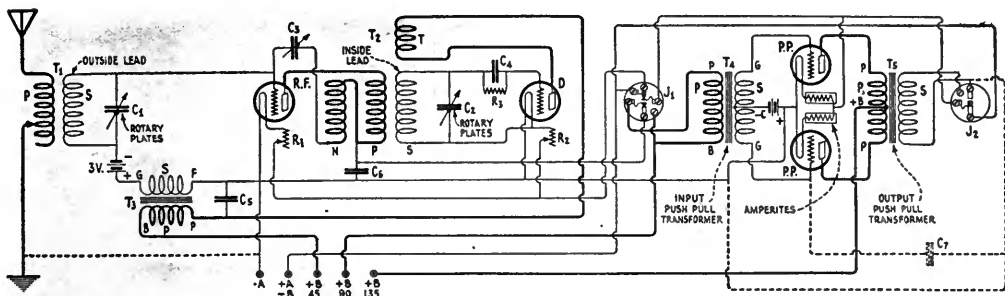 T1
OUTSIDE LEAD
P
S
C1
ROTARY PLATES
3V.
-
+
G
S
F
T3
B
P
P
C5
C3
R.F.
R1
N
P
C6
INSIDE LEAD
T2
T
S
C2
ROTARY PLATES
C4
R3
D
R2
J1
T4
P
P
B
G
S
S
G
-C
+
P.P.
P.P.
INPUT
PUSH PULL
TRANSFORMER
AMPERITES
T5
P
P
+B
P
S
OUTPUT
PUSH PULL
TRANSFORMER
J2
C7
-A
+A
-B
+B
45
+B
90
+B
135